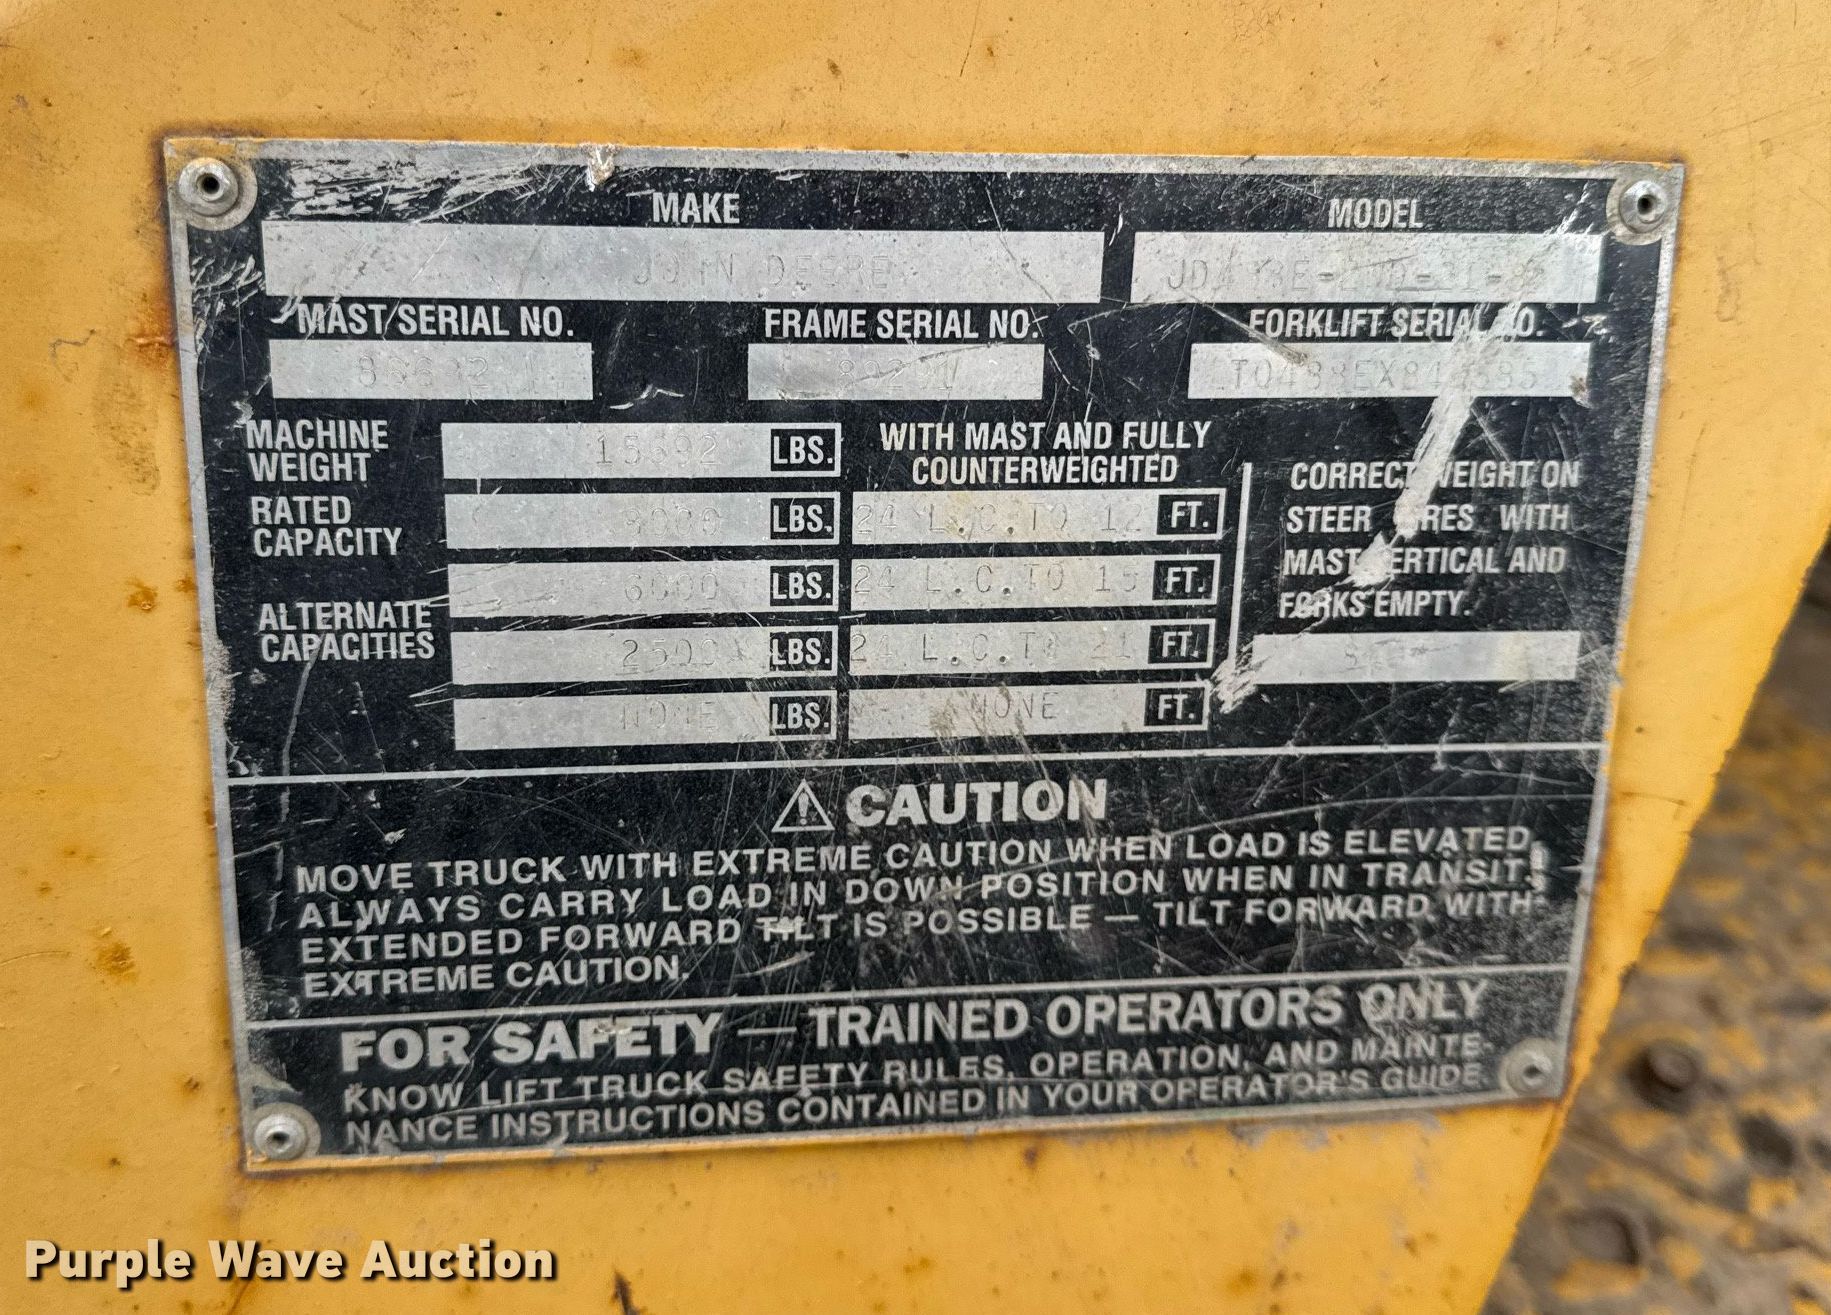 MAKE
MODEL
JOHN DEERE
MAST SERIAL NO.
FRAME SERIAL NO.
FORKLIFT SERIAL NO.
MACHINE
WEIGHT
LBS.
WITH MAST AND FULLY
COUNTERWEIGHTED
RATED
CAPACITY
8000 LBS.
24 L.C.TO 12 FT.
ALTERNATE
CAPACITIES
6000 LBS.
24 L.C.TO 15 FT.
2500 LBS.
24 L.C.TO 21 FT.
NONE LBS.
NONE FT.
CORRECT WEIGHT ON
STEER TIRES WITH
MAST VERTICAL AND
FORKS EMPTY.
CAUTION
MOVE TRUCK WITH EXTREME CAUTION WHEN LOAD IS ELEVATED.
ALWAYS CARRY LOAD IN DOWN POSITION WHEN IN TRANSIT.
EXTENDED FORWARD TILT IS POSSIBLE — TILT FORWARD WITH
EXTREME CAUTION.
FOR SAFETY — TRAINED OPERATORS ONLY
KNOW LIFT TRUCK SAFETY RULES, OPERATION, AND MAINTE-
NANCE INSTRUCTIONS CONTAINED IN YOUR OPERATOR'S GUIDE
Purple Wave Auction